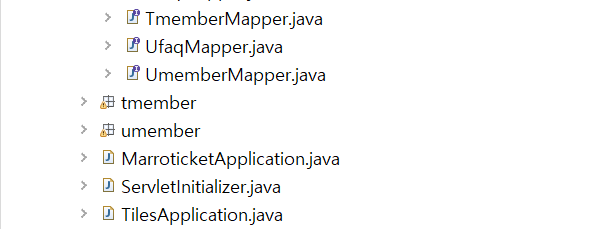 TmemberMapper.java
UfaqMapper.java
UmemberMapper.java
tmember
umember
MarroticketApplication.java
ServletInitializer.java
TilesApplication.java